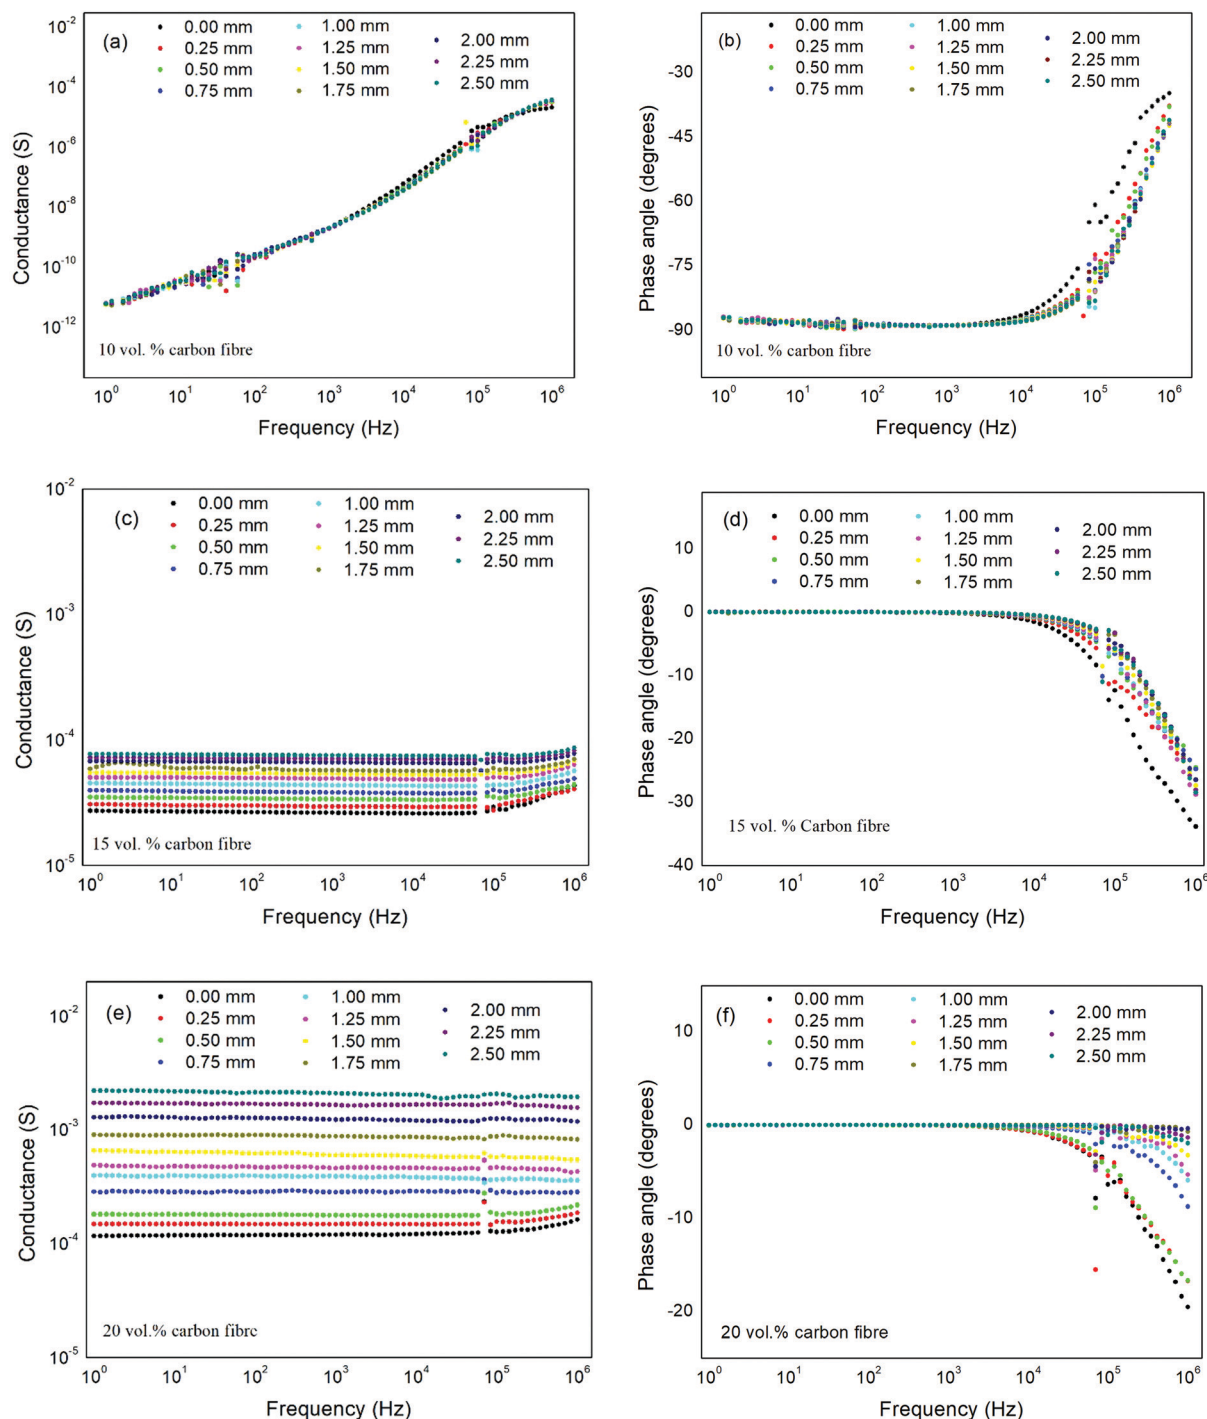 (a)
0.00 mm
0.25 mm
0.50 mm
0.75 mm
1.00 mm
1.25 mm
1.50 mm
1.75 mm
2.00 mm
2.25 mm
2.50 mm
Conductance (S)
10⁻²
10⁻⁴
10⁻⁶
10⁻⁸
10⁻¹⁰
10⁻¹²
10 vol. % carbon fibre
10⁰ 10¹ 10² 10³ 10⁴ 10⁵ 10⁶
Frequency (Hz)
(b)
0.00 mm
0.25 mm
0.50 mm
0.75 mm
1.00 mm
1.25 mm
1.50 mm
1.75 mm
2.00 mm
2.25 mm
2.50 mm
Phase angle (degrees)
-30
-45
-60
-75
-90
10 vol. % carbon fibre
10⁰ 10¹ 10² 10³ 10⁴ 10⁵ 10⁶
Frequency (Hz)
(c)
0.00 mm
0.25 mm
0.50 mm
0.75 mm
1.00 mm
1.25 mm
1.50 mm
1.75 mm
2.00 mm
2.25 mm
2.50 mm
Conductance (S)
10⁻²
10⁻³
10⁻⁴
10⁻⁵
15 vol. % carbon fibre
10⁰ 10¹ 10² 10³ 10⁴ 10⁵ 10⁶
Frequency (Hz)
(d)
0.00 mm
0.25 mm
0.50 mm
0.75 mm
1.00 mm
1.25 mm
1.50 mm
1.75 mm
2.00 mm
2.25 mm
2.50 mm
Phase angle (degrees)
10
0
-10
-20
-30
-40
15 vol. % Carbon fibre
10⁰ 10¹ 10² 10³ 10⁴ 10⁵ 10⁶
Frequency (Hz)
(e)
0.00 mm
0.25 mm
0.50 mm
0.75 mm
1.00 mm
1.25 mm
1.50 mm
1.75 mm
2.00 mm
2.25 mm
2.50 mm
Conductance (S)
10⁻²
10⁻³
10⁻⁴
10⁻⁵
20 vol.% carbon fibre
10⁰ 10¹ 10² 10³ 10⁴ 10⁵ 10⁶
Frequency (Hz)
(f)
0.00 mm
0.25 mm
0.50 mm
0.75 mm
1.00 mm
1.25 mm
1.50 mm
1.75 mm
2.00 mm
2.25 mm
2.50 mm
Phase angle (degrees)
10
0
-10
-20
20 vol.% carbon fibre
10⁰ 10¹ 10² 10³ 10⁴ 10⁵ 10⁶
Frequency (Hz)